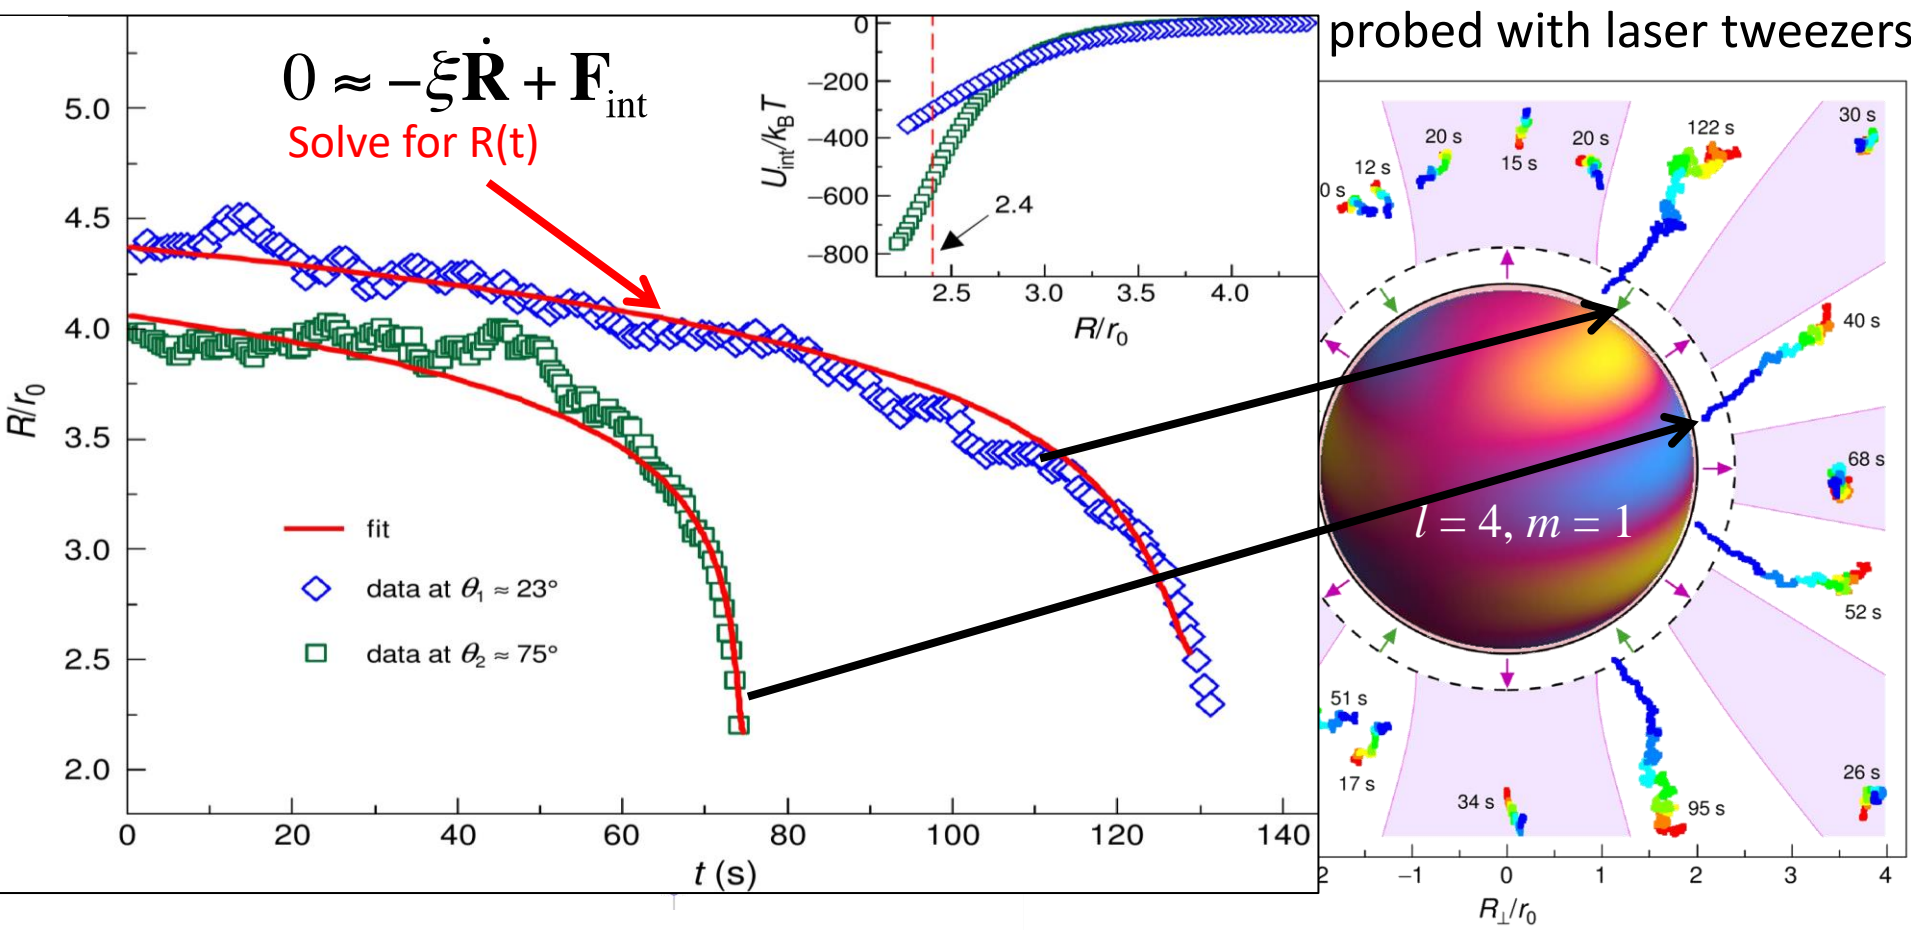 probed with laser tweezers
0 ≈ −ξṘ + F_int
Solve for R(t)
R/r₀
5.0
4.5
4.0
3.5
3.0
2.5
2.0
0 20 40 60 80 100 120 140
t (s)
fit
data at θ₁ ≈ 23°
data at θ₂ ≈ 75°
U_int/k_BT
0
−200
−400
−600
−800
2.4
2.5 3.0 3.5 4.0
R/r₀
20 s
15 s
20 s
122 s
30 s
0 s
12 s
40 s
68 s
l = 4, m = 1
52 s
51 s
17 s
34 s
95 s
26 s
2 −1 0 1 2 3 4
R⊥/r₀